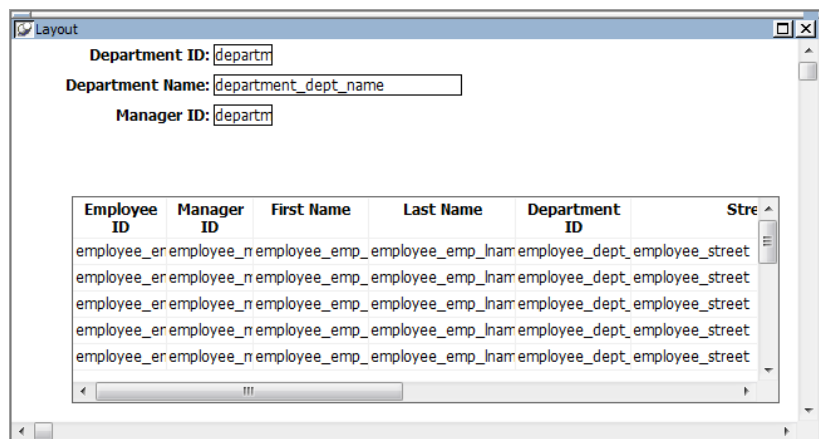 Layout
Department ID: departm
Department Name: department_dept_name
Manager ID: departm
Employee ID Manager ID First Name Last Name Department ID Stre
employee_er employee_m employee_emp_ employee_emp_lnam employee_dept_ employee_street
employee_er employee_m employee_emp_ employee_emp_lnam employee_dept_ employee_street
employee_er employee_m employee_emp_ employee_emp_lnam employee_dept_ employee_street
employee_er employee_m employee_emp_ employee_emp_lnam employee_dept_ employee_street
employee_er employee_m employee_emp_ employee_emp_lnam employee_dept_ employee_street